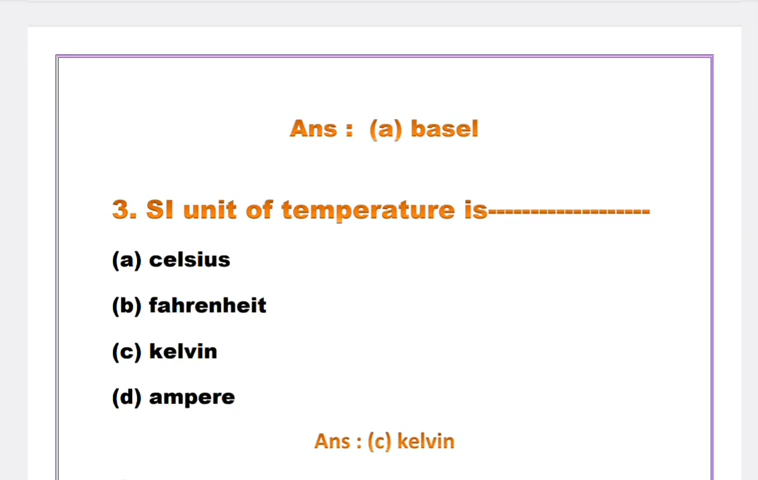 Ans : (a) basel
3. SI unit of temperature is-------------------
(a) celsius
(b) fahrenheit
(c) kelvin
(d) ampere
Ans : (c) kelvin